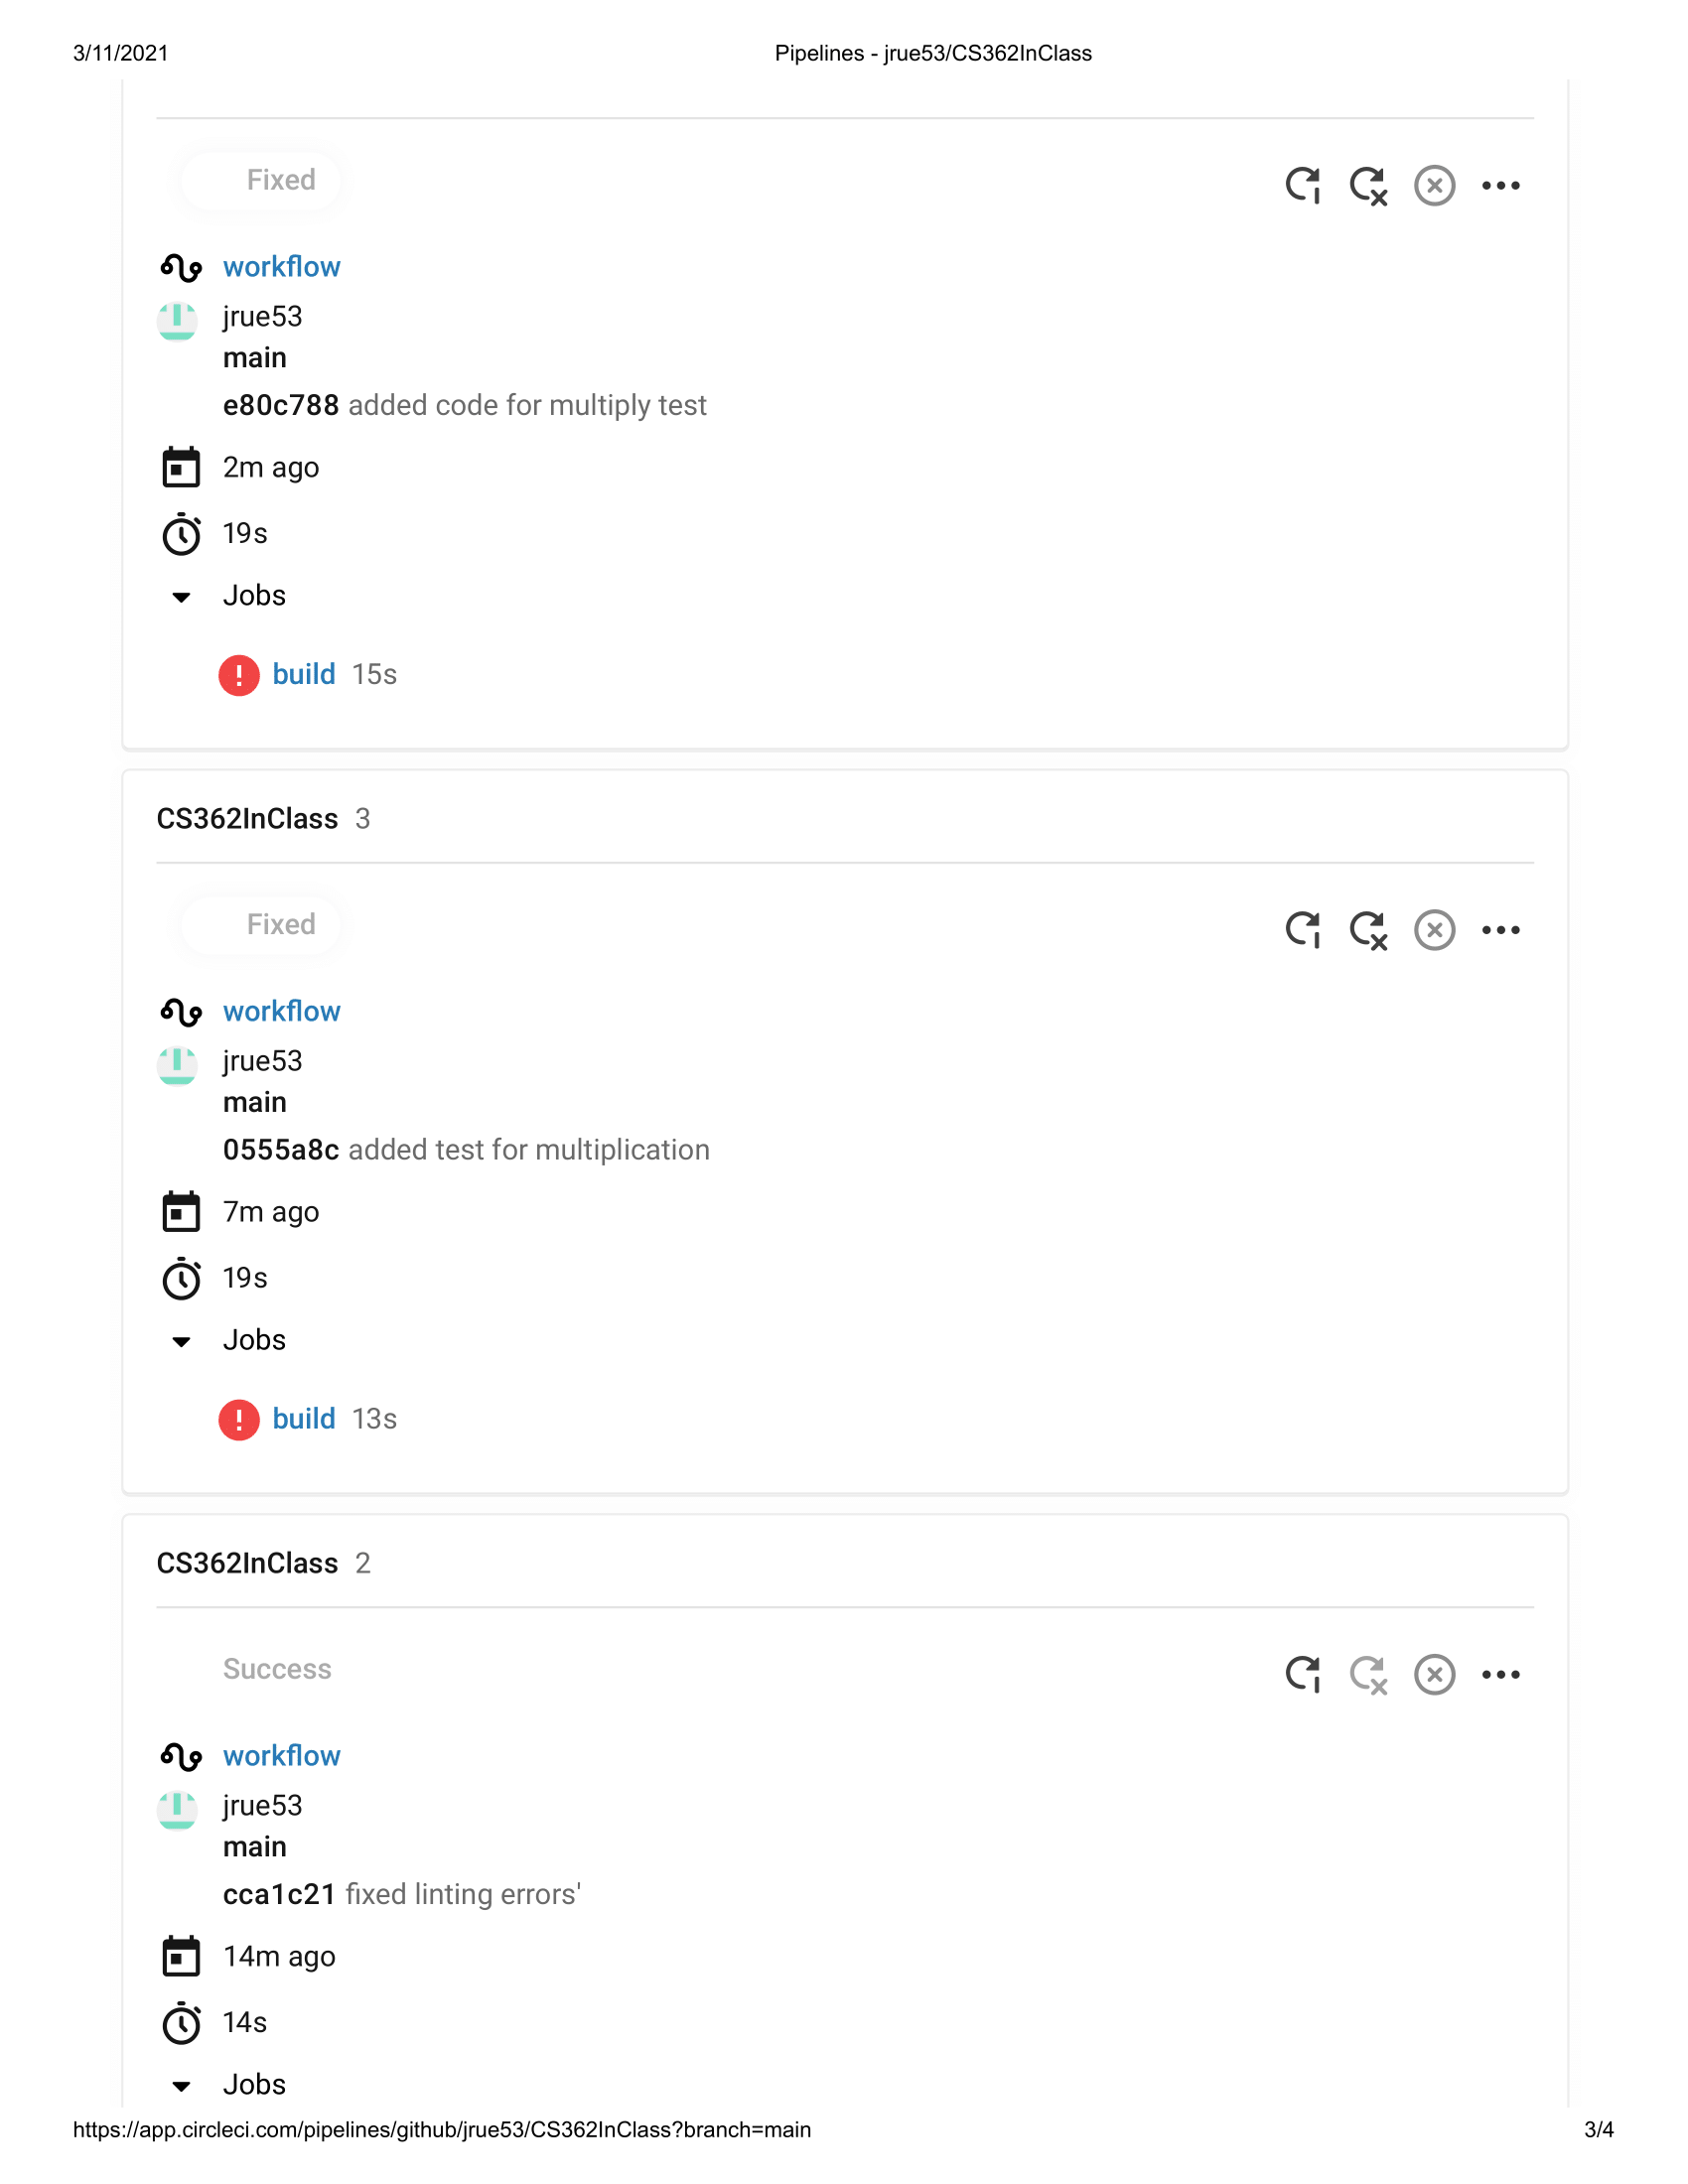 3/11/2021 Pipelines - jrue53/CS362InClass
Fixed
workflow
jrue53
main
e80c788 added code for multiply test
2m ago
19s
Jobs
build 15s
CS362InClass 3
Fixed
workflow
jrue53
main
0555a8c added test for multiplication
7m ago
19s
Jobs
build 13s
CS362InClass 2
Success
workflow
jrue53
main
cca1c21 fixed linting errors'
14m ago
14s
Jobs
https://app.circleci.com/pipelines/github/jrue53/CS362InClass?branch=main 3/4